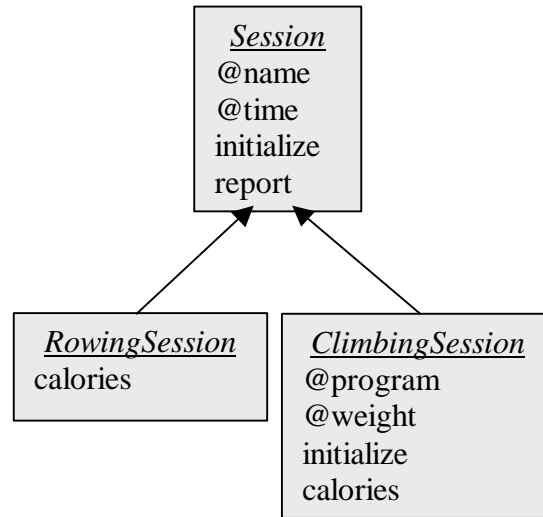 Session
@name
@time
initialize
report
RowingSession
calories
ClimbingSession
@program
@weight
initialize
calories